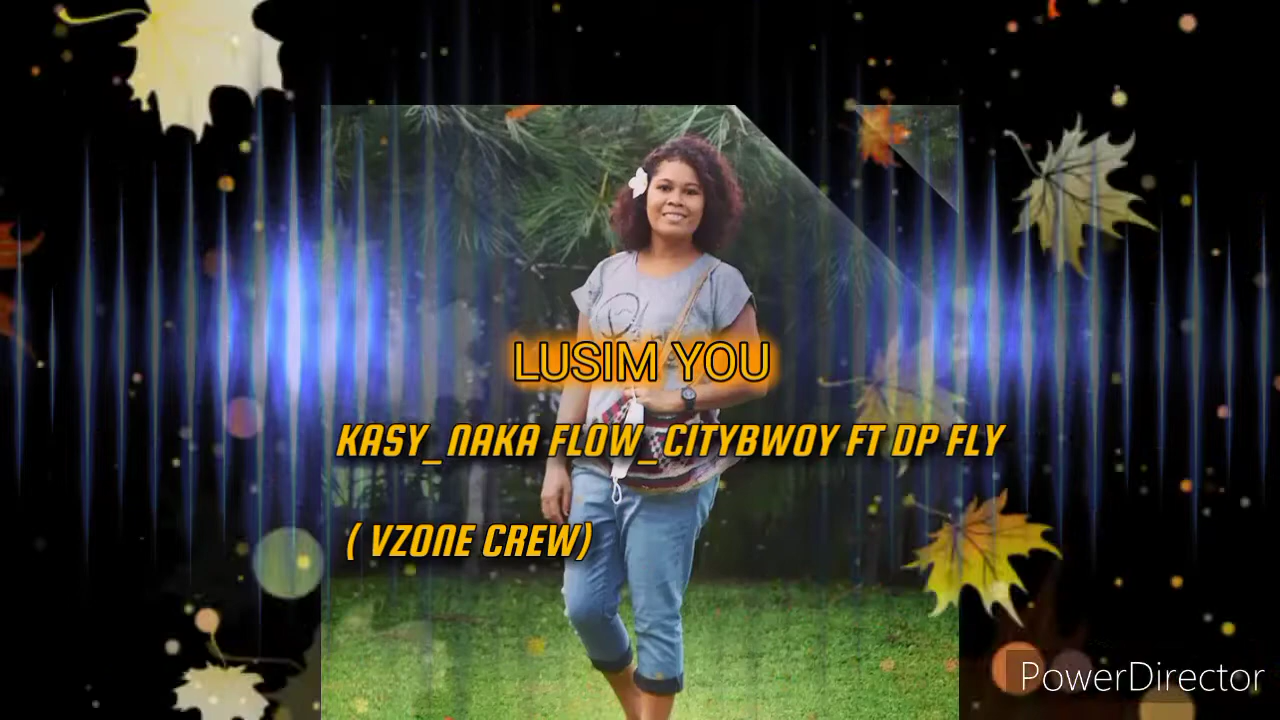 LUSIM YOU
KASY_NAKA FLOW_CITYBWOY FT DP FLY
( VZONE CREW)
PowerDirector